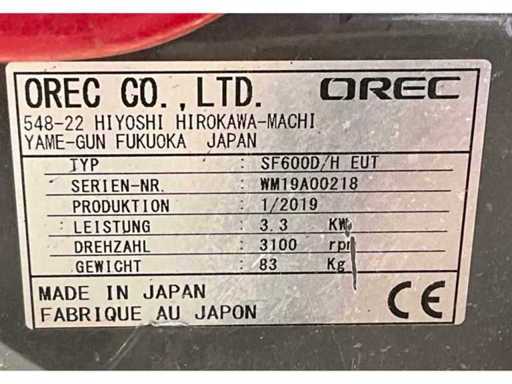 OREC CO.,LTD. OREC
548-22 HIYOSHI HIROKAWA-MACHI
YAME-GUN FUKUOKA JAPAN
TYP : SF600D/H EUT
SERIEN-NR. : WM19A00218
PRODUKTION : 1/2019
LEISTUNG : 3.3 KW
DREHZAHL : 3100 rpm
GEWICHT : 83 Kg
MADE IN JAPAN
FABRIQUE AU JAPON CE